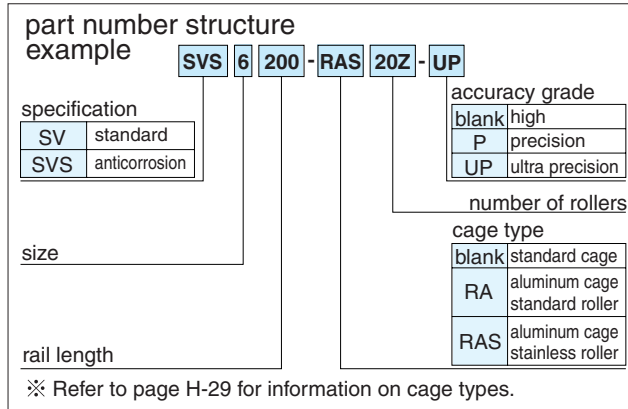 part number structure
example
SVS 6 200 - RAS 20Z - UP
specification
SV standard
SVS anticorrosion
accuracy grade
blank high
P precision
UP ultra precision
number of rollers
cage type
blank standard cage
RA aluminum cage
standard roller
RAS aluminum cage
stainless roller
size
rail length
※ Refer to page H-29 for information on cage types.